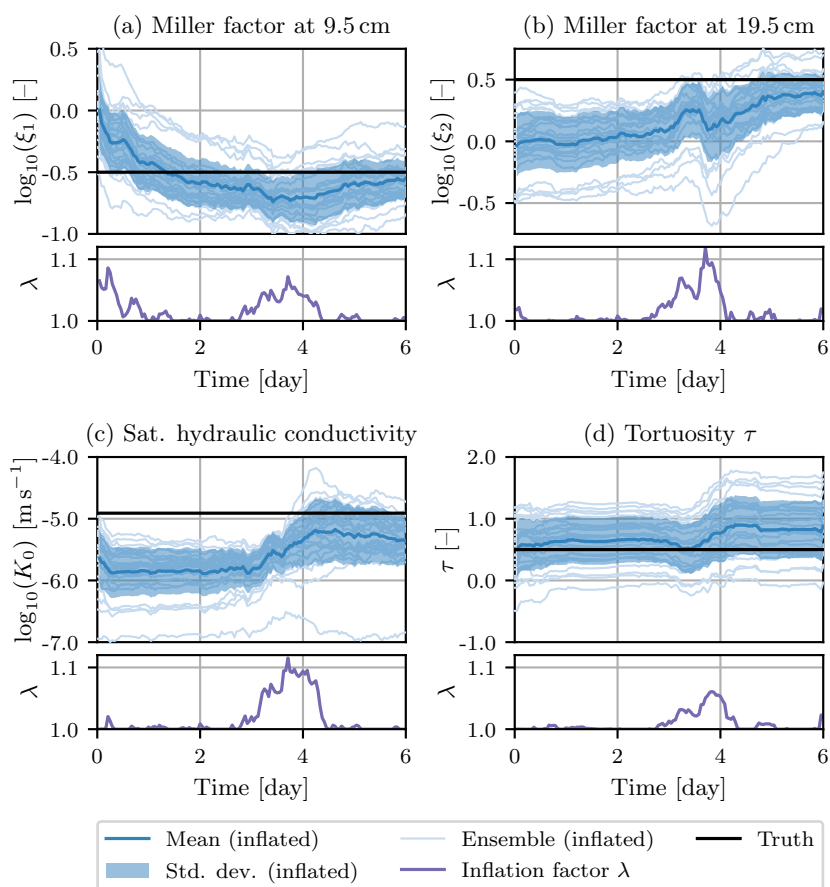 (a) Miller factor at 9.5 cm
(b) Miller factor at 19.5 cm
0.5
0.0
-0.5
-1.0
log₁₀(ξ₁) [−]
0.5
0.0
-0.5
log₁₀(ξ₂) [−]
1.1
1.0
λ
0 2 4 6
Time [day]
1.1
1.0
λ
0 2 4 6
Time [day]
(c) Sat. hydraulic conductivity
(d) Tortuosity τ
-4.0
-5.0
-6.0
-7.0
log₁₀(K₀) [m s⁻¹]
2.0
1.0
0.0
-1.0
τ [−]
1.1
1.0
λ
0 2 4 6
Time [day]
1.1
1.0
λ
0 2 4 6
Time [day]
Mean (inflated)
Std. dev. (inflated)
Ensemble (inflated)
Inflation factor λ
Truth